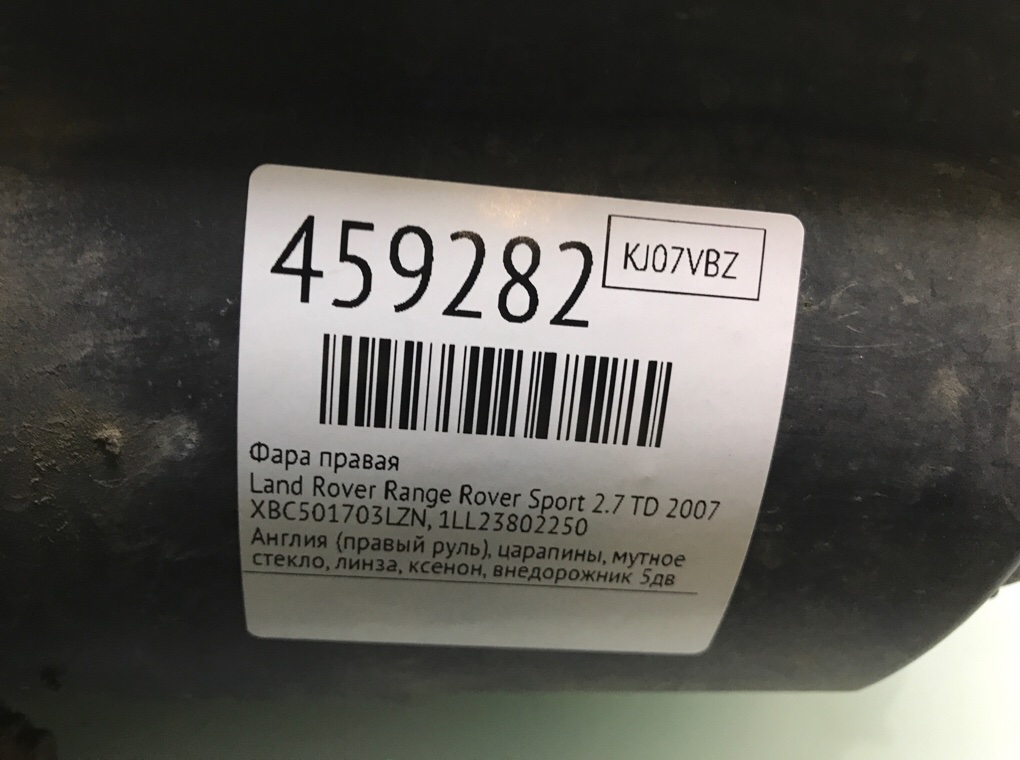 459282
KJ07VBZ
Фара правая
Land Rover Range Rover Sport 2.7 TD 2007
XBC501703LZN, 1LL23802250
Англия (правый руль), царапины, мутное
стекло, линза, ксенон, внедорожник 5дв